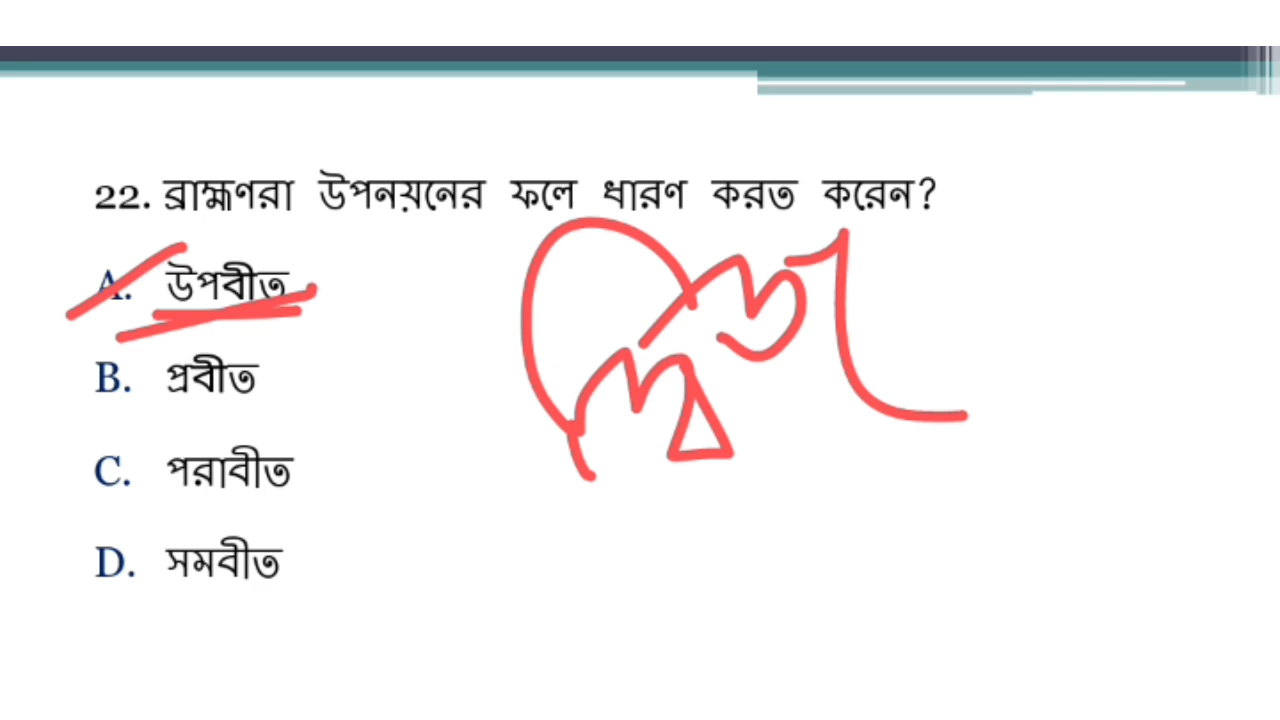 22. ব্রাহ্মণরা উপনয়নের ফলে ধারণ করত করেন?
A. উপবীত
B. প্রবীত
C. পরাবীত
D. সমবীত